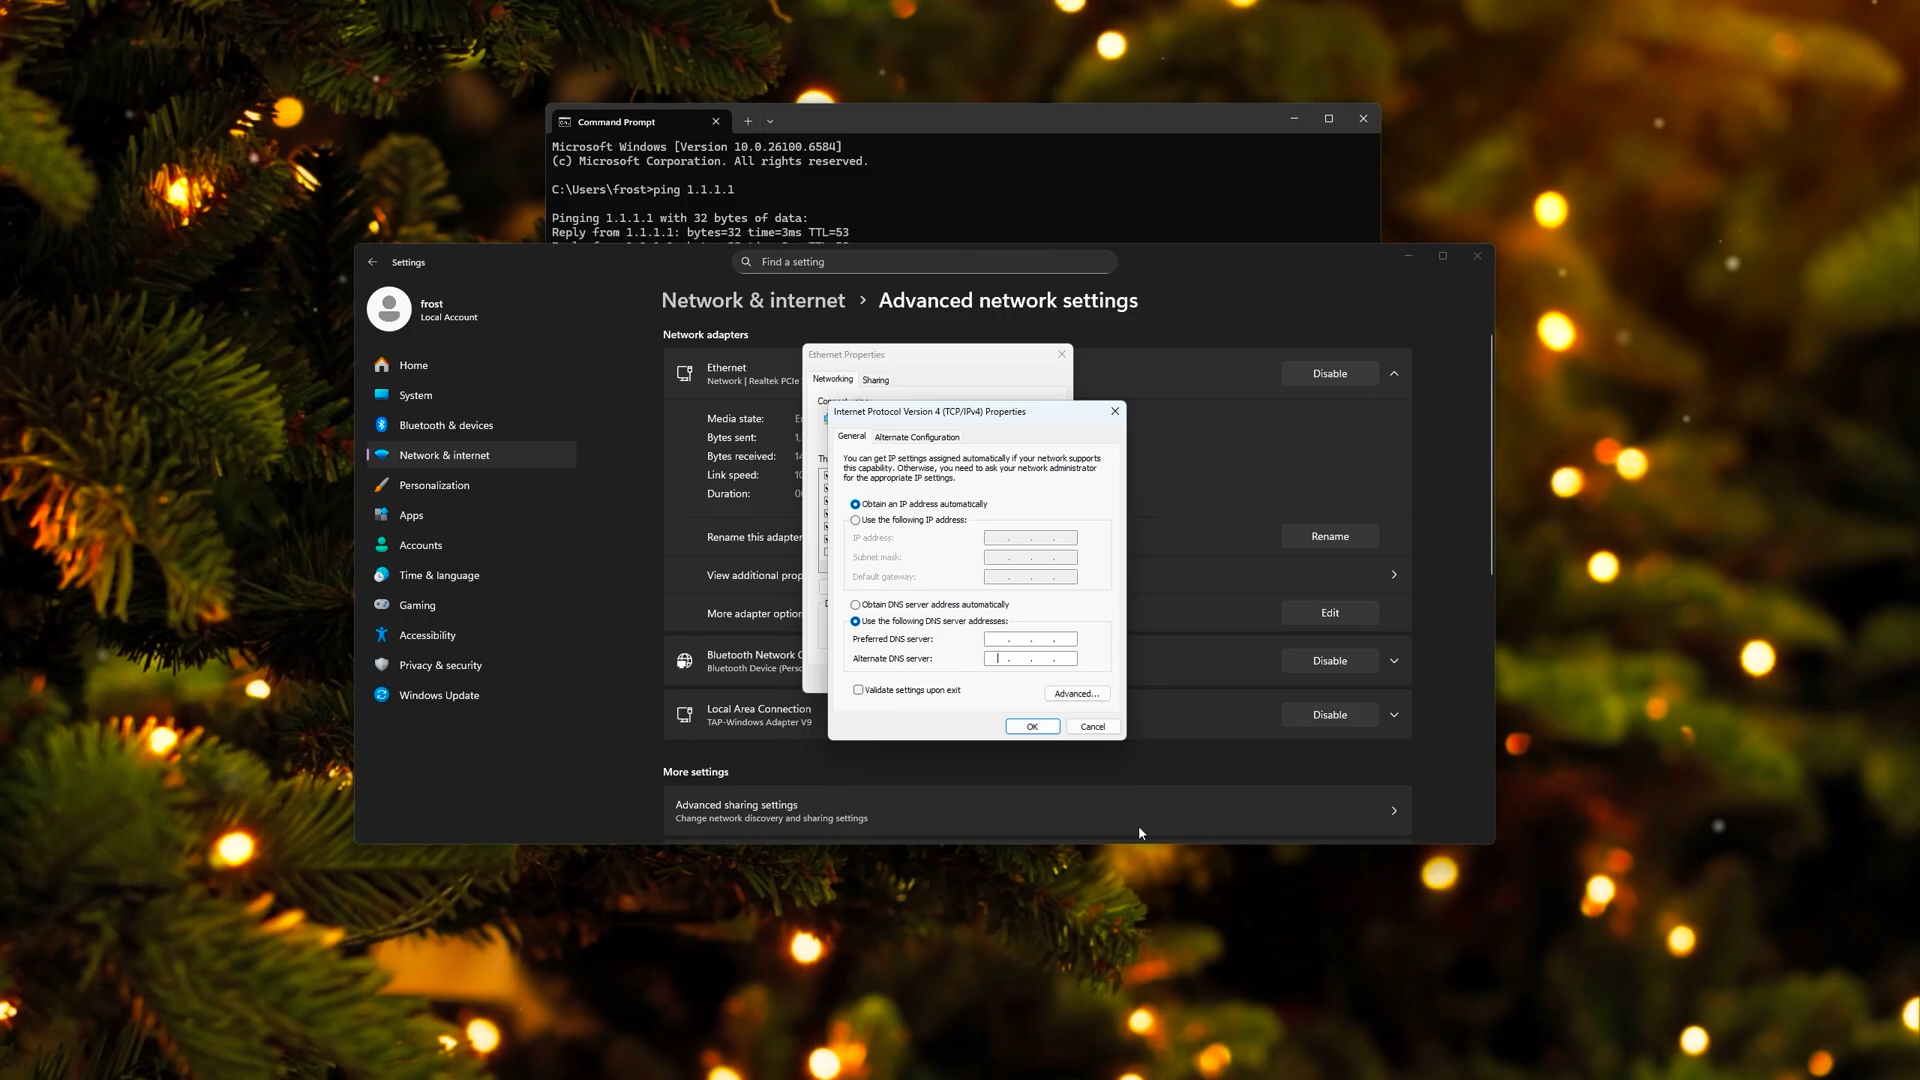 Command Prompt
Microsoft Windows [Version 10.0.26100.6584]
(c) Microsoft Corporation. All rights reserved.
C:\Users\frost>ping 1.1.1.1
Pinging 1.1.1.1 with 32 bytes of data:
Reply from 1.1.1.1: bytes=32 time=3ms TTL=53
Settings
Find a setting
frost
Local Account
Home
System
Bluetooth & devices
Network & internet
Personalization
Apps
Accounts
Time & language
Gaming
Accessibility
Privacy & security
Windows Update
Network & internet > Advanced network settings
Network adapters
Ethernet
Network | Realtek PCIe
Disable
Media state:
Bytes sent:
Bytes received:
Link speed:
Duration:
Rename this adapter
Rename
View additional prop
More adapter option
Edit
Bluetooth Network C
Bluetooth Device (Perso
Disable
Local Area Connection
TAP-Windows Adapter V9
Disable
More settings
Advanced sharing settings
Change network discovery and sharing settings
Ethernet Properties
Networking
Sharing
Internet Protocol Version 4 (TCP/IPv4) Properties
General
Alternate Configuration
You can get IP settings assigned automatically if your network supports
this capability. Otherwise, you need to ask your network administrator
for the appropriate IP settings.
Obtain an IP address automatically
Use the following IP address:
IP address:
Subnet mask:
Default gateway:
Obtain DNS server address automatically
Use the following DNS server addresses:
Preferred DNS server:
Alternate DNS server:
Validate settings upon exit
Advanced...
OK
Cancel